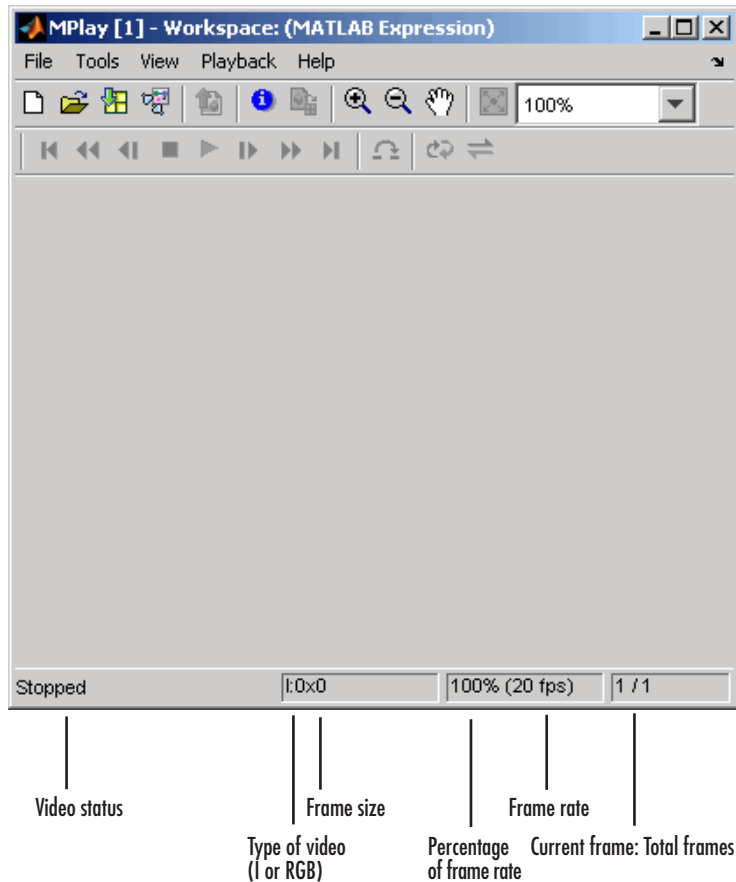 MPlay [1] - Workspace: (MATLAB Expression)
File Tools View Playback Help
100%
Stopped I:0x0 100% (20 fps) 1 / 1
Video status Frame size Frame rate
Type of video Percentage Current frame: Total frames
(I or RGB) of frame rate